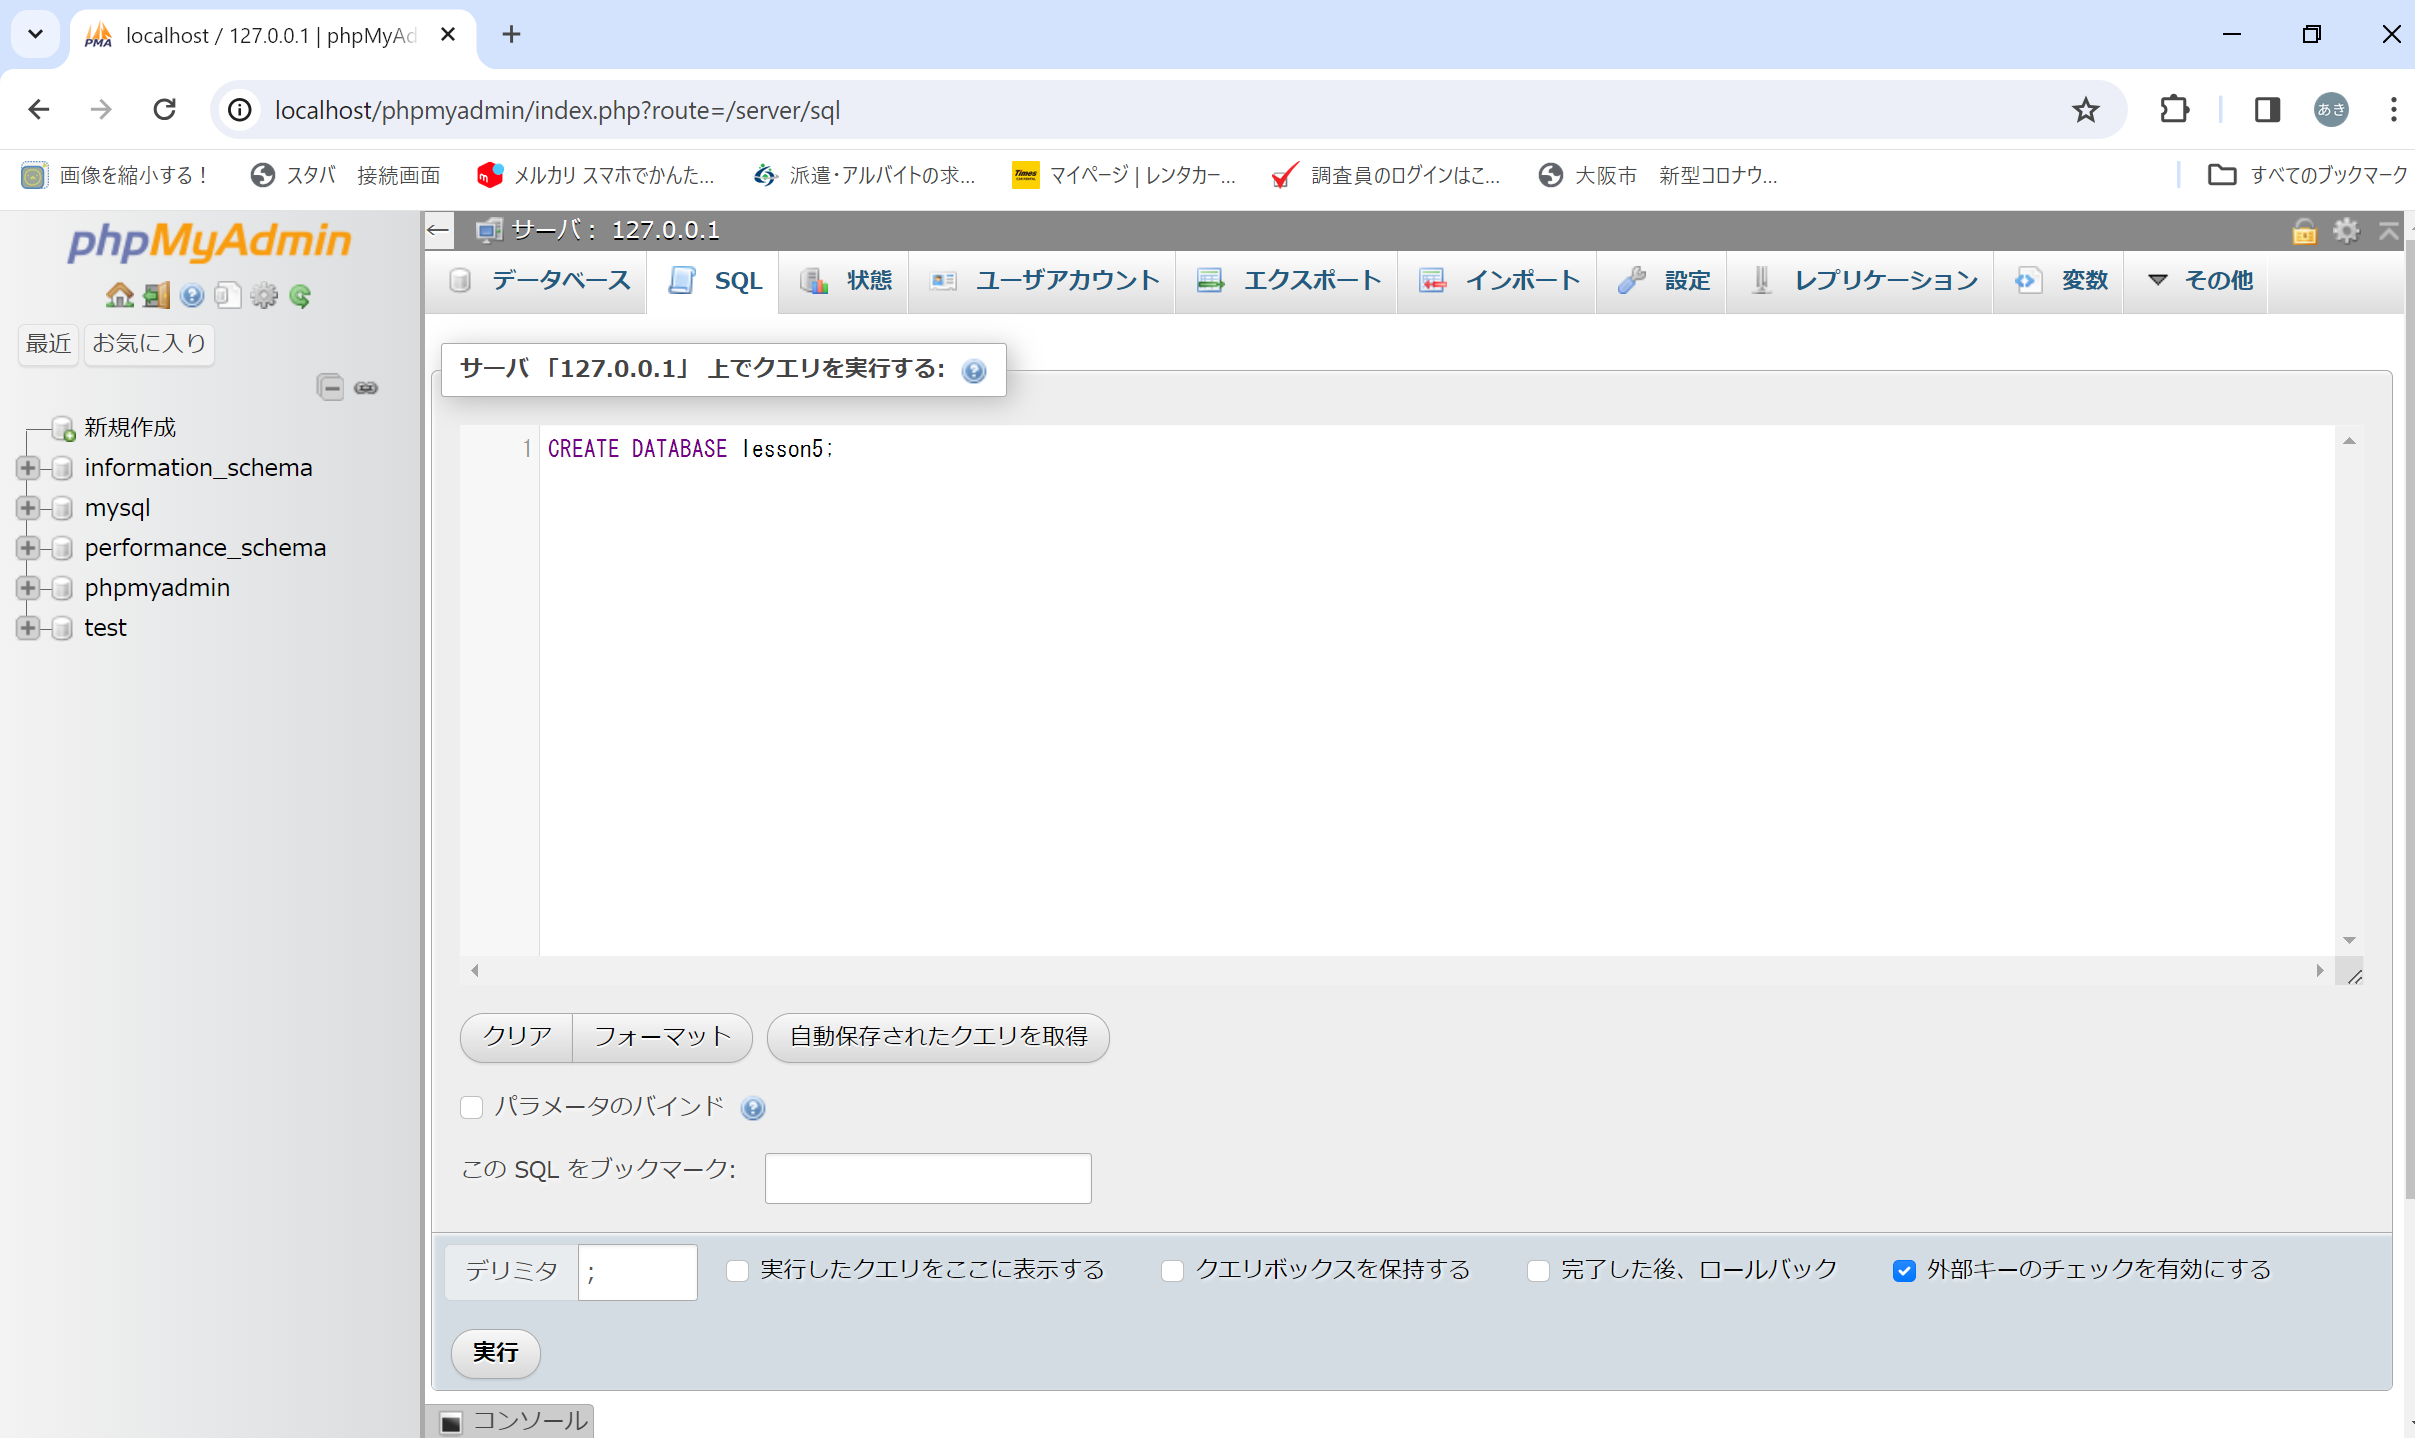 PMA localhost / 127.0.0.1 | phpMyAd
localhost/phpmyadmin/index.php?route=/server/sql
あき
画像を縮小する！ スタバ 接続画面 メルカリ スマホでかんた... 派遣・アルバイトの求... Times マイページ | レンタカー... 調査員のログインはこ... 大阪市 新型コロナウ... すべてのブックマーク
phpMyAdmin
最近 お気に入り
新規作成
information_schema
mysql
performance_schema
phpmyadmin
test
サーバ： 127.0.0.1
データベース SQL 状態 ユーザアカウント エクスポート インポート 設定 レプリケーション 変数 その他
サーバ 「127.0.0.1」 上でクエリを実行する:
1 CREATE DATABASE lesson5;
クリア フォーマット 自動保存されたクエリを取得
パラメータのバインド
この SQL をブックマーク:
デリミタ ; 実行したクエリをここに表示する クエリボックスを保持する 完了した後、ロールバック 外部キーのチェックを有効にする
実行
コンソール